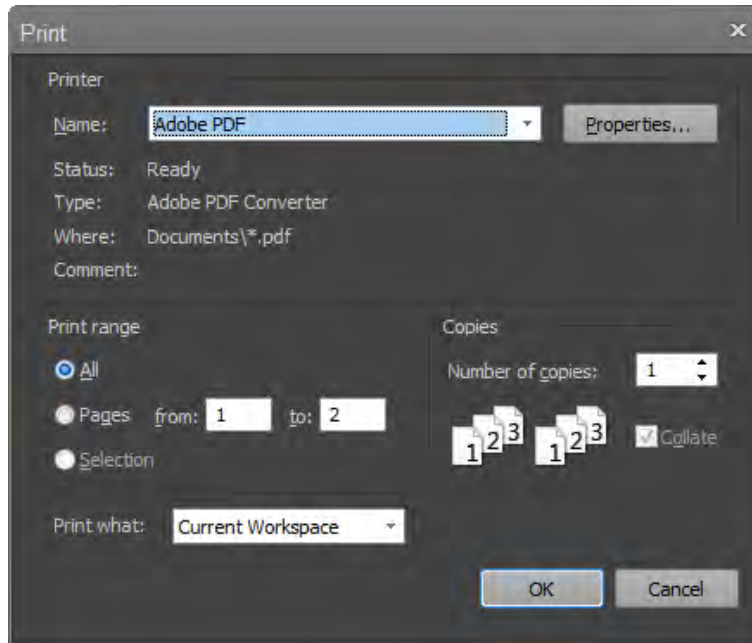 Print
Printer
Name: Adobe PDF Properties...
Status: Ready
Type: Adobe PDF Converter
Where: Documents\*.pdf
Comment:
Print range
All
Pages from: 1 to: 2
Selection
Print what: Current Workspace
Copies
Number of copies: 1
1 2 3 1 2 3 Collate
OK Cancel